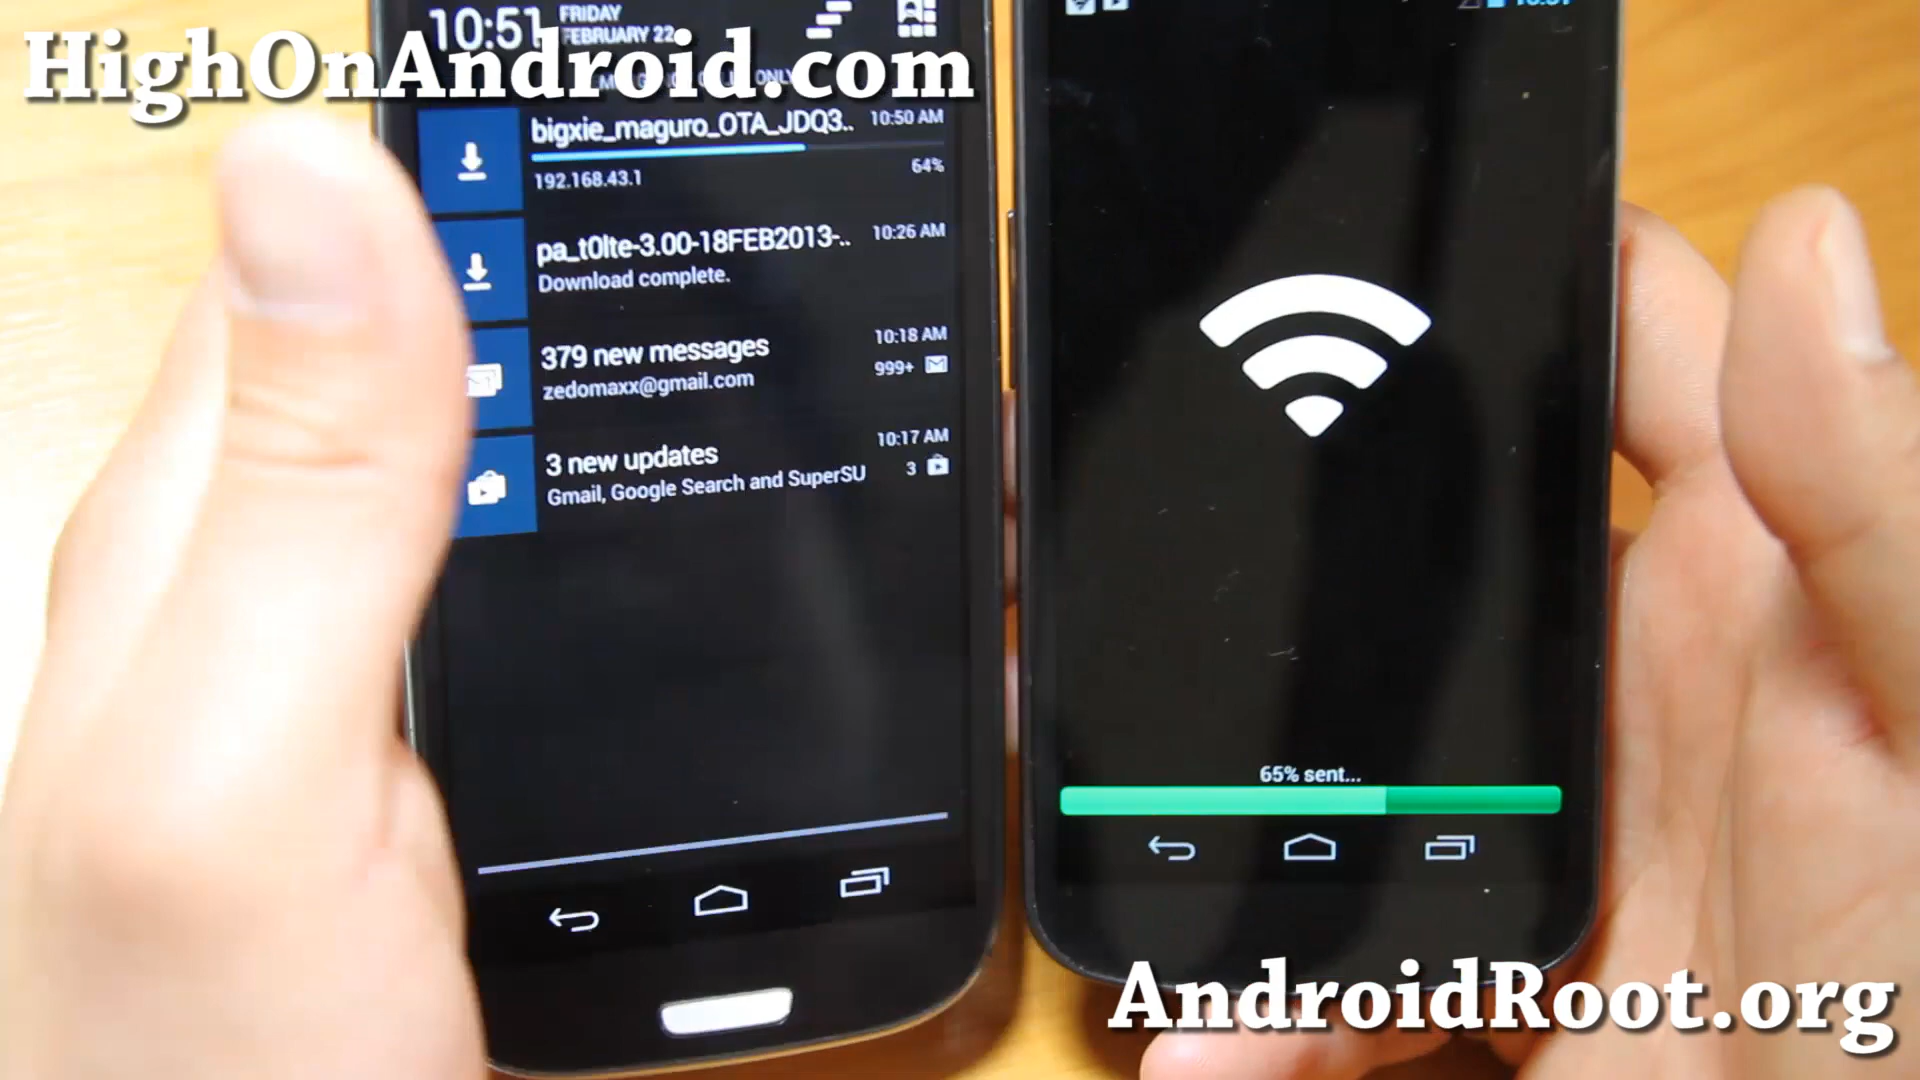 HighOnAndroid.com
10:51 FRIDAY
FEBRUARY 22
bigxie_maguro_OTA_JDQ3.. 10:50 AM
192.168.43.1 64%
pa_t0lte-3.00-18FEB2013-.. 10:26 AM
Download complete.
379 new messages 10:18 AM
zedomaxx@gmail.com 999+
3 new updates 10:17 AM
Gmail, Google Search and SuperSU 3
65% sent...
AndroidRoot.org